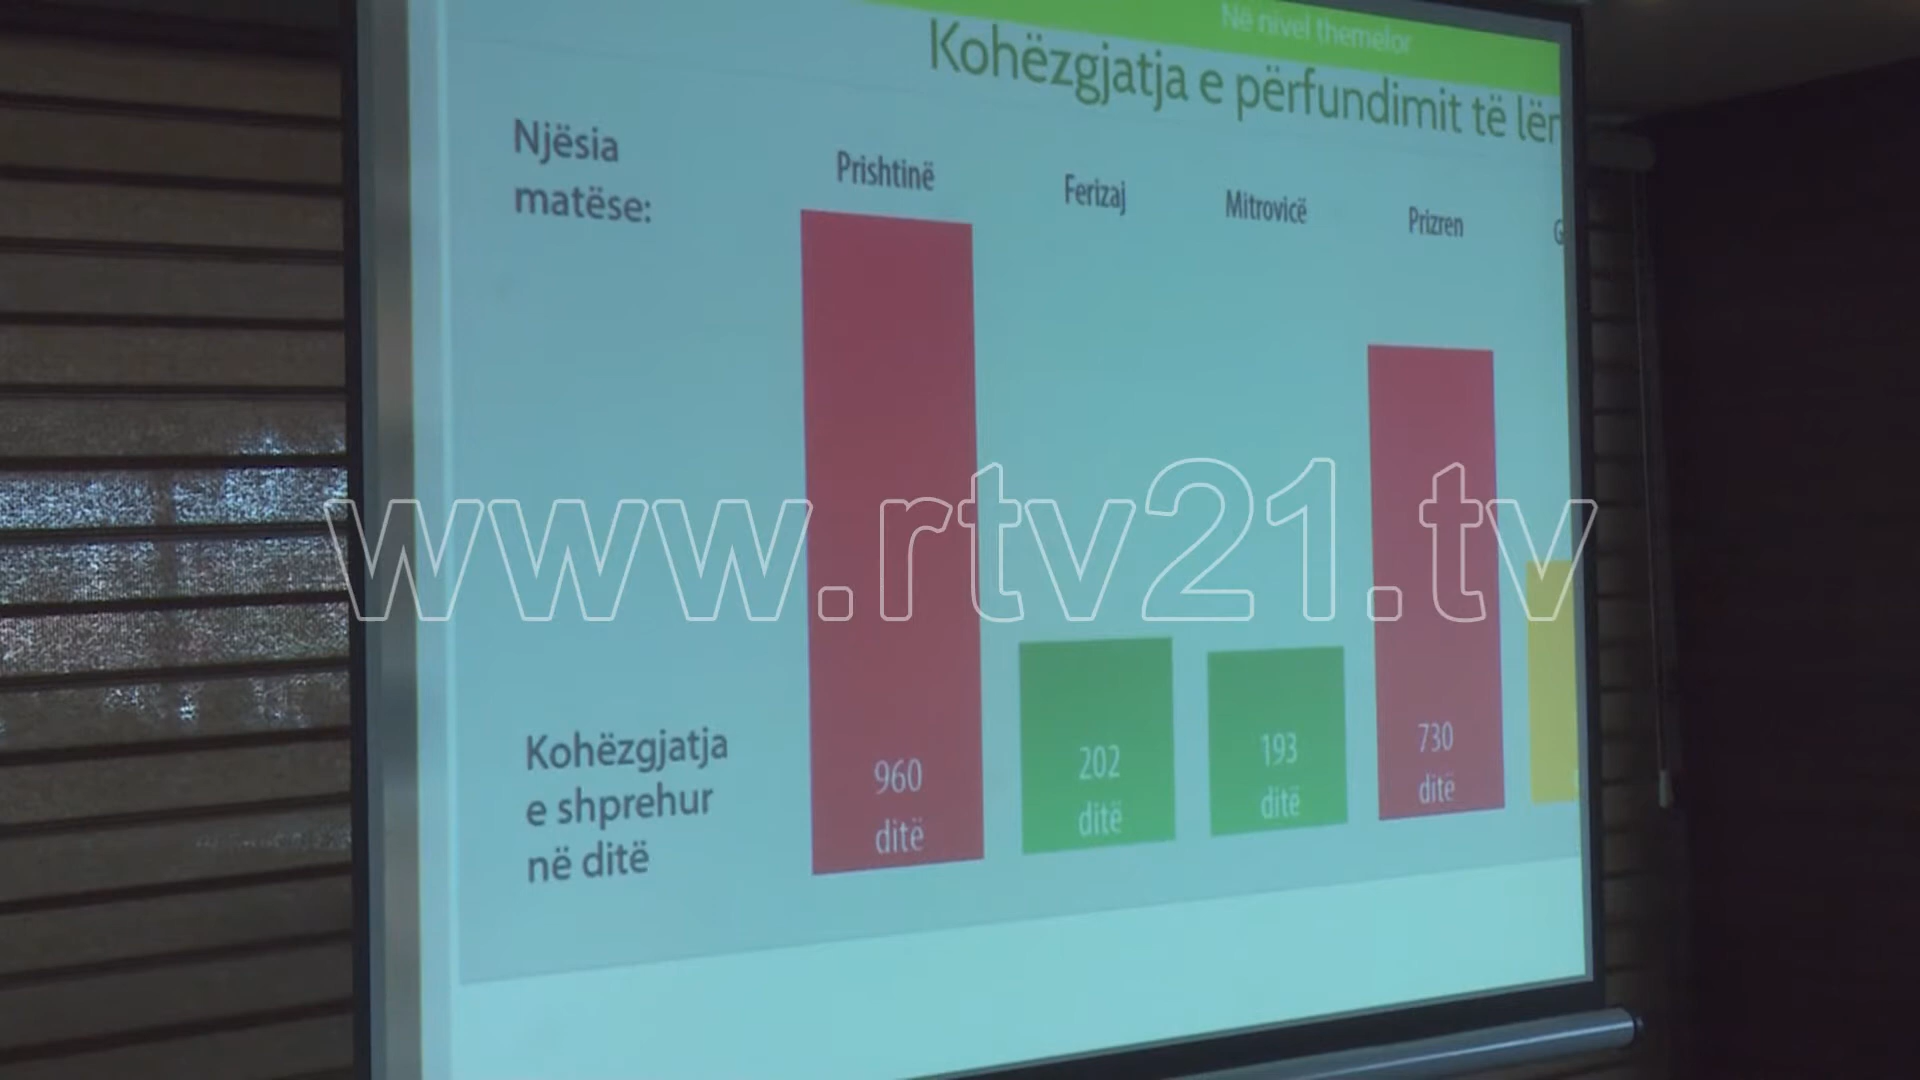 Në nivel themelor
Kohëzgjatja e përfundimit të lën
Njësia
matëse:
Prishtinë
Ferizaj
Mitrovicë
Prizren
G
www.rtv21.tv
Kohëzgjatja
e shprehur
në ditë
960
ditë
202
ditë
193
ditë
730
ditë